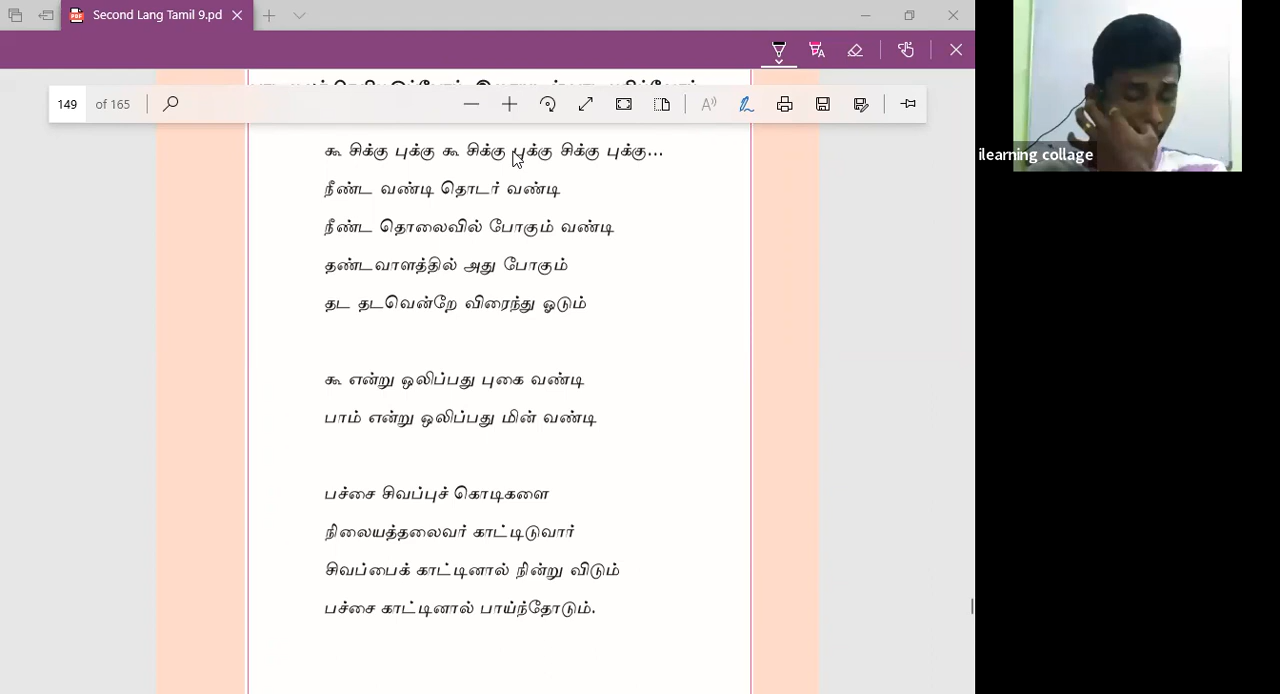 Second Lang Tamil 9.pd
149 of 165
கூ சிக்கு புக்கு கூ சிக்கு புக்கு சிக்கு புக்கு...
நீண்ட வண்டி தொடர் வண்டி
நீண்ட தொலைவில் போகும் வண்டி
தண்டவாளத்தில் அது போகும்
தட தடவென்றே விரைந்து ஓடும்
கூ என்று ஒலிப்பது புகை வண்டி
பாம் என்று ஒலிப்பது மின் வண்டி
பச்சை சிவப்புச் கொடிகளை
நிலையத்தலைவர் காட்டிடுவார்
சிவப்பைக் காட்டினால் நின்று விடும்
பச்சை காட்டினால் பாய்ந்தோடும்.
ilearning collage